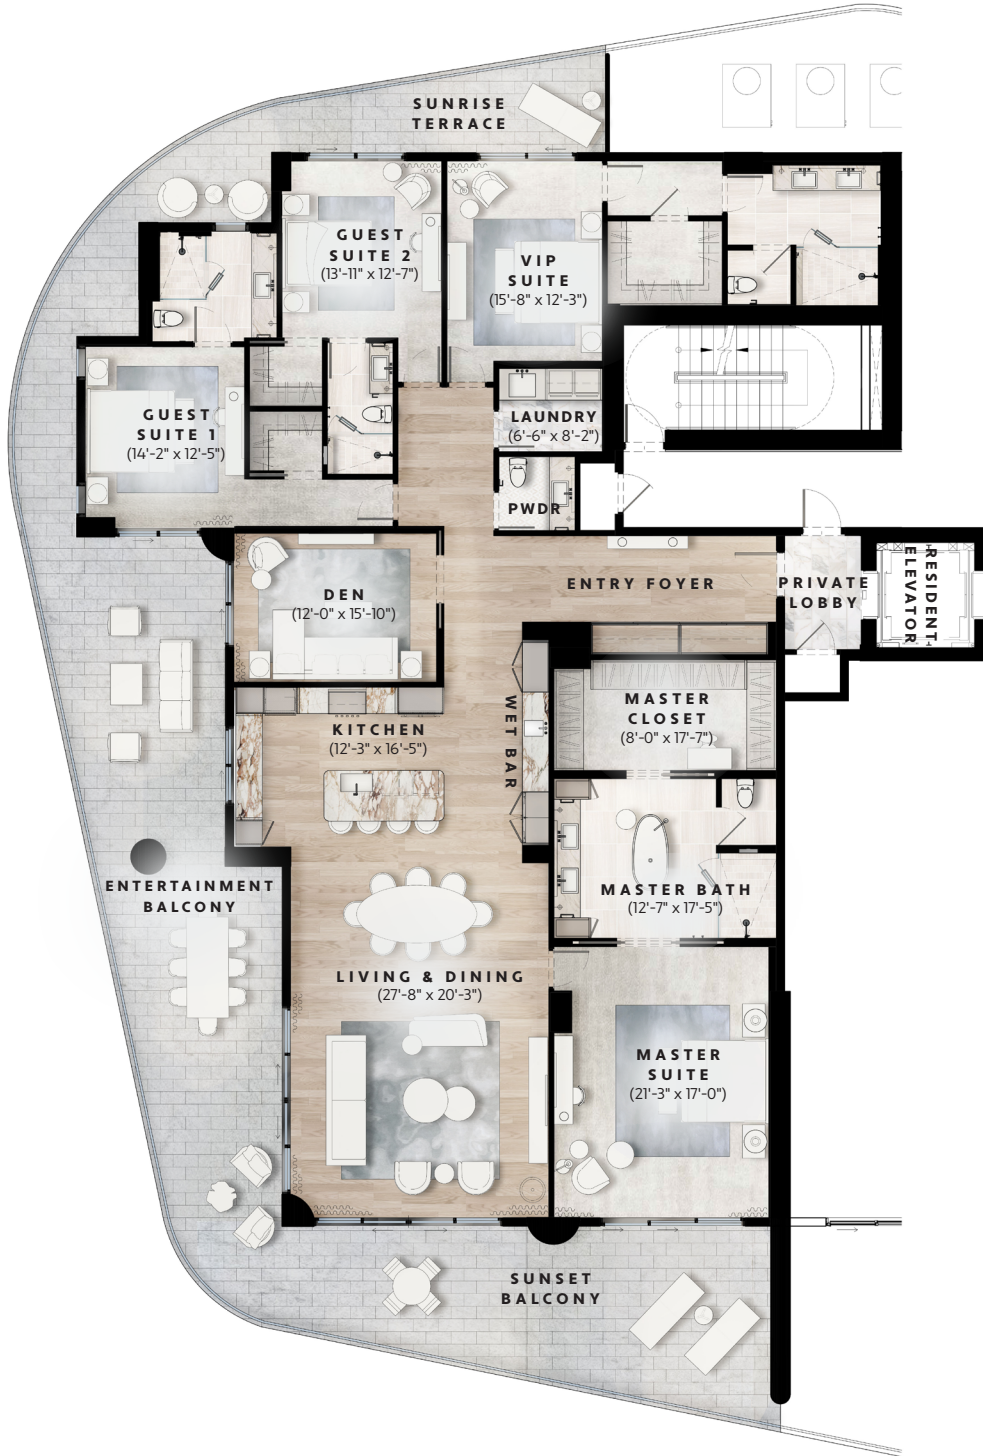 SUNRISE
TERRACE
GUEST
SUITE 2
(13'-11" x 12'-7")
VIP
SUITE
(15'-8" x 12'-3")
GUEST
SUITE 1
(14'-2" x 12'-5")
LAUNDRY
(6'-6" x 8'-2")
PWDR
DEN
(12'-0" x 15'-10")
ENTRY FOYER
PRIVATE
LOBBY
RESIDENT
ELEVATOR
KITCHEN
(12'-3" x 16'-5")
WET BAR
MASTER
CLOSET
(8'-0" x 17'-7")
ENTERTAINMENT
BALCONY
MASTER BATH
(12'-7" x 17'-5")
LIVING & DINING
(27'-8" x 20'-3")
MASTER
SUITE
(21'-3" x 17'-0")
SUNSET
BALCONY